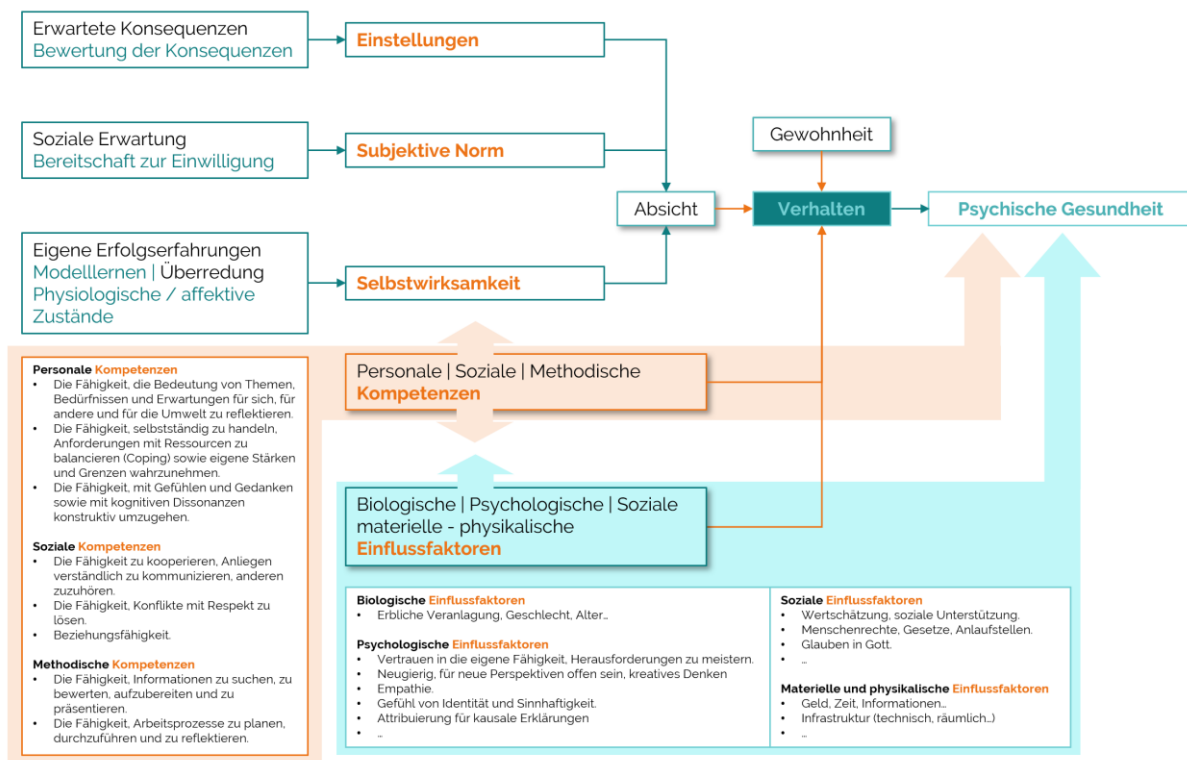 Erwartete Konsequenzen
Bewertung der Konsequenzen
Einstellungen
Soziale Erwartung
Bereitschaft zur Einwilligung
Subjektive Norm
Gewohnheit
Absicht
Verhalten
Psychische Gesundheit
Eigene Erfolgserfahrungen
Modelllernen | Überredung
Physiologische / affektive
Zustände
Selbstwirksamkeit
Personale | Soziale | Methodische
Kompetenzen
Personale Kompetenzen
• Die Fähigkeit, die Bedeutung von Themen,
Bedürfnissen und Erwartungen für sich, für
andere und für die Umwelt zu reflektieren.
• Die Fähigkeit, selbstständig zu handeln,
Anforderungen mit Ressourcen zu
balancieren (Coping) sowie eigene Stärken
und Grenzen wahrzunehmen.
• Die Fähigkeit, mit Gefühlen und Gedanken
sowie mit kognitiven Dissonanzen
konstruktiv umzugehen.
Soziale Kompetenzen
• Die Fähigkeit zu kooperieren, Anliegen
verständlich zu kommunizieren, anderen
zuzuhören.
• Die Fähigkeit, Konflikte mit Respekt zu
lösen.
• Beziehungsfähigkeit.
Methodische Kompetenzen
• Die Fähigkeit, Informationen zu suchen, zu
bewerten, aufzubereiten und zu
präsentieren.
• Die Fähigkeit, Arbeitsprozesse zu planen,
durchzuführen und zu reflektieren.
Biologische | Psychologische | Soziale
materielle - physikalische
Einflussfaktoren
Biologische Einflussfaktoren
• Erbliche Veranlagung, Geschlecht, Alter…
Psychologische Einflussfaktoren
• Vertrauen in die eigene Fähigkeit, Herausforderungen zu meistern.
• Neugierig, für neue Perspektiven offen sein, kreatives Denken
• Empathie.
• Gefühl von Identität und Sinnhaftigkeit.
• Attribuierung für kausale Erklärungen
• …
Soziale Einflussfaktoren
• Wertschätzung, soziale Unterstützung.
• Menschenrechte, Gesetze, Anlaufstellen.
• Glauben in Gott.
• …
Materielle und physikalische Einflussfaktoren
• Geld, Zeit, Informationen…
• Infrastruktur (technisch, räumlich…)
• …